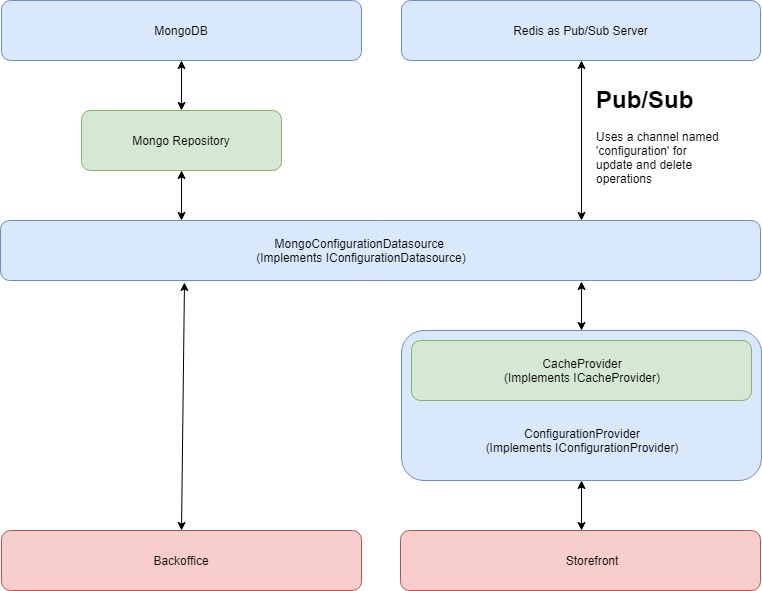 MongoDB
Redis as Pub/Sub Server
Pub/Sub
Uses a channel named
'configuration' for
update and delete
operations
Mongo Repository
MongoConfigurationDatasource
(Implements IConfigurationDatasource)
CacheProvider
(Implements ICacheProvider)
ConfigurationProvider
(Implements IConfigurationProvider)
Backoffice
Storefront